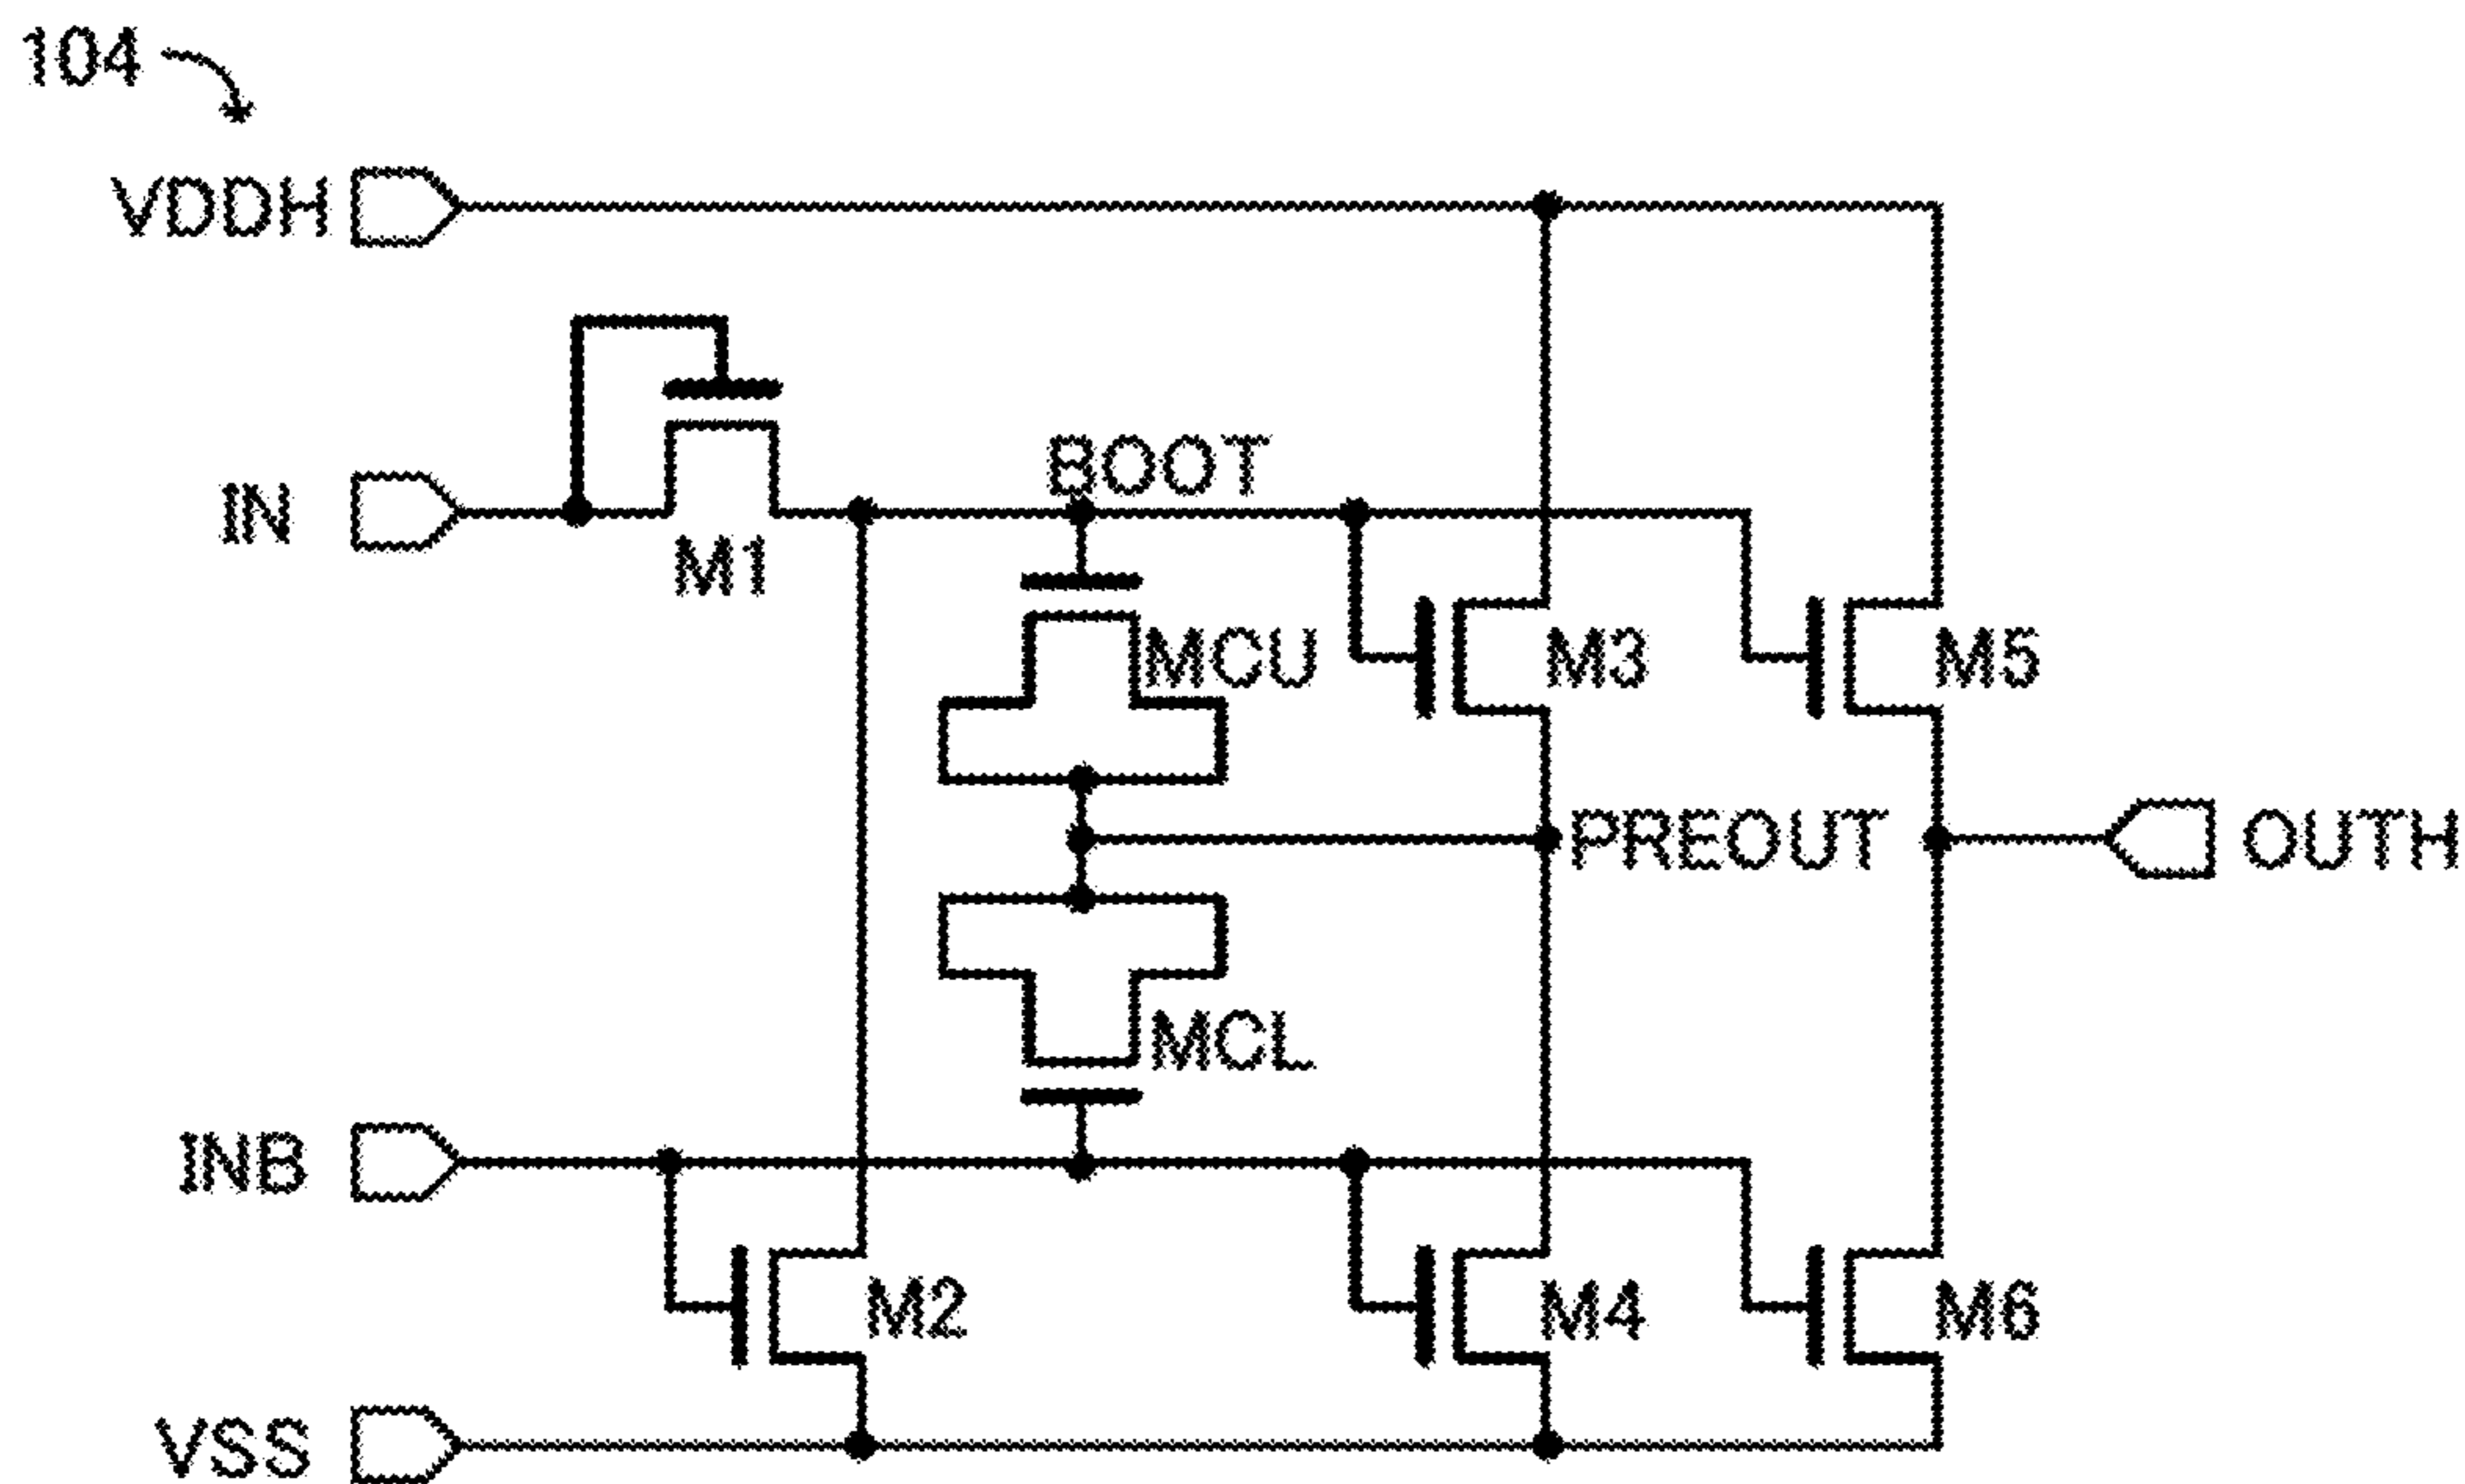 104
VDDH
IN
M1
BOOT
MCU
M3
M5
PREOUT
OUTH
MCL
INB
M2
M4
M6
VSS